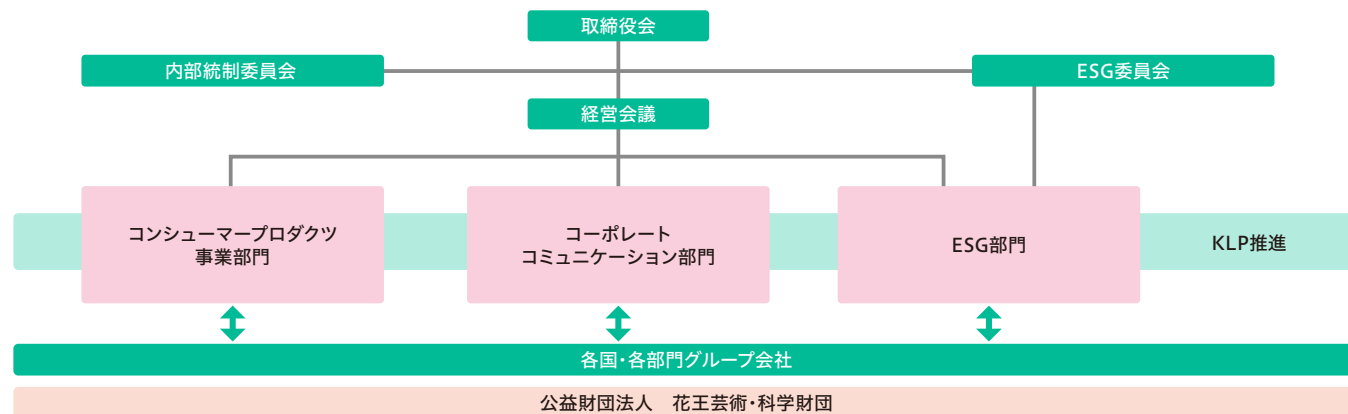 取締役会
内部統制委員会
ESG委員会
経営会議
コンシューマープロダクツ
事業部門
コーポレート
コミュニケーション部門
ESG部門
KLP推進
各国・各部門グループ会社
公益財団法人　花王芸術・科学財団